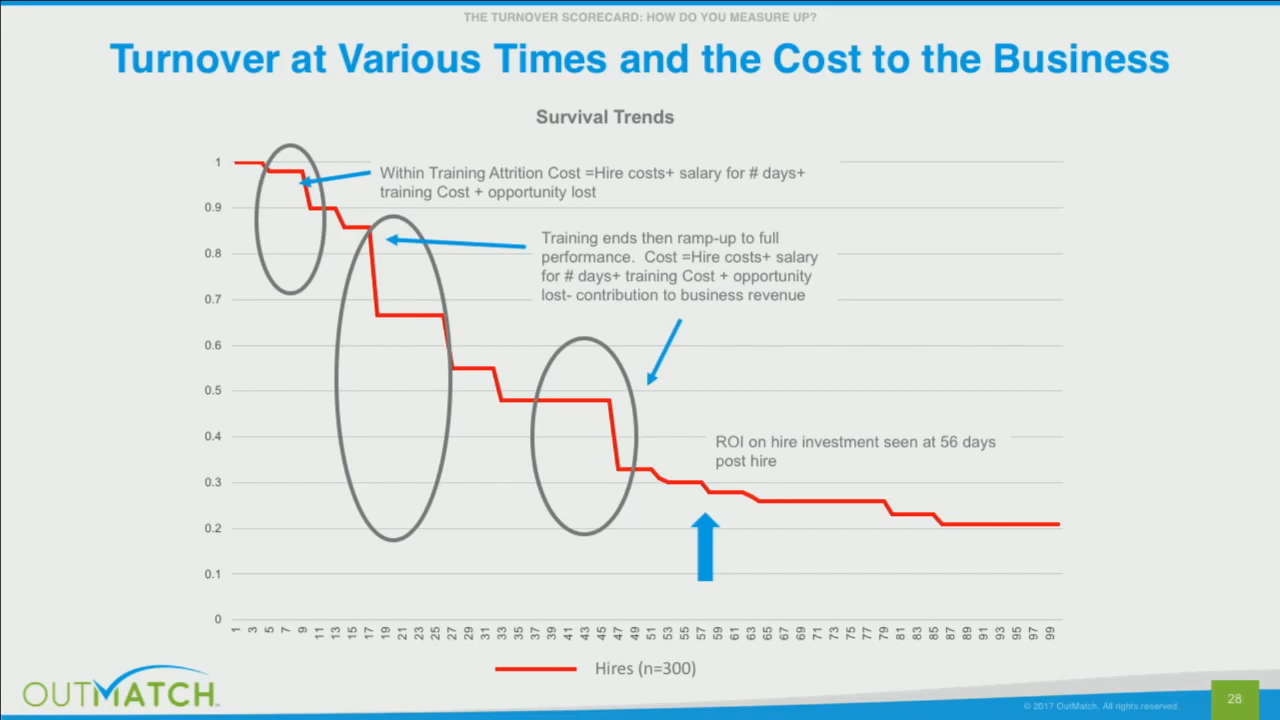 THE TURNOVER SCORECARD: HOW DO YOU MEASURE UP?
Turnover at Various Times and the Cost to the Business
Survival Trends
Within Training Attrition Cost =Hire costs+ salary for # days+
training Cost + opportunity lost
Training ends then ramp-up to full
performance.  Cost =Hire costs+ salary
for # days+ training Cost + opportunity
lost- contribution to business revenue
ROI on hire investment seen at 56 days
post hire
1
0.9
0.8
0.7
0.6
0.5
0.4
0.3
0.2
0.1
0
1 3 5 7 9 11 13 15 17 19 21 23 25 27 29 31 33 35 37 39 41 43 45 47 49 51 53 55 57 59 61 63 65 67 69 71 73 75 77 79 81 83 85 87 89 91 93 95 97 99
Hires (n=300)
OUTMATCH™
© 2017 OutMatch. All rights reserved.
28